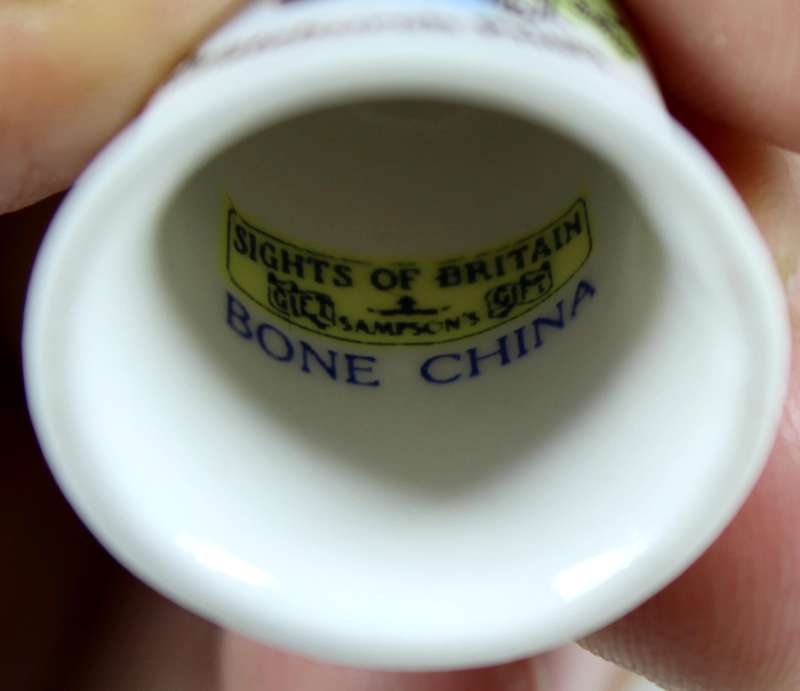 SIGHTS OF BRITAIN
GIFT SAMPSON'S GIFT
BONE CHINA